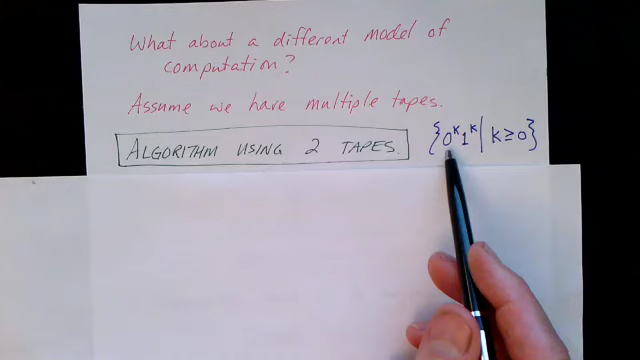 What about a different model of
computation?
Assume we have multiple tapes.
ALGORITHM USING 2 TAPES. {0ᵏ1ᵏ | K ≥ 0}